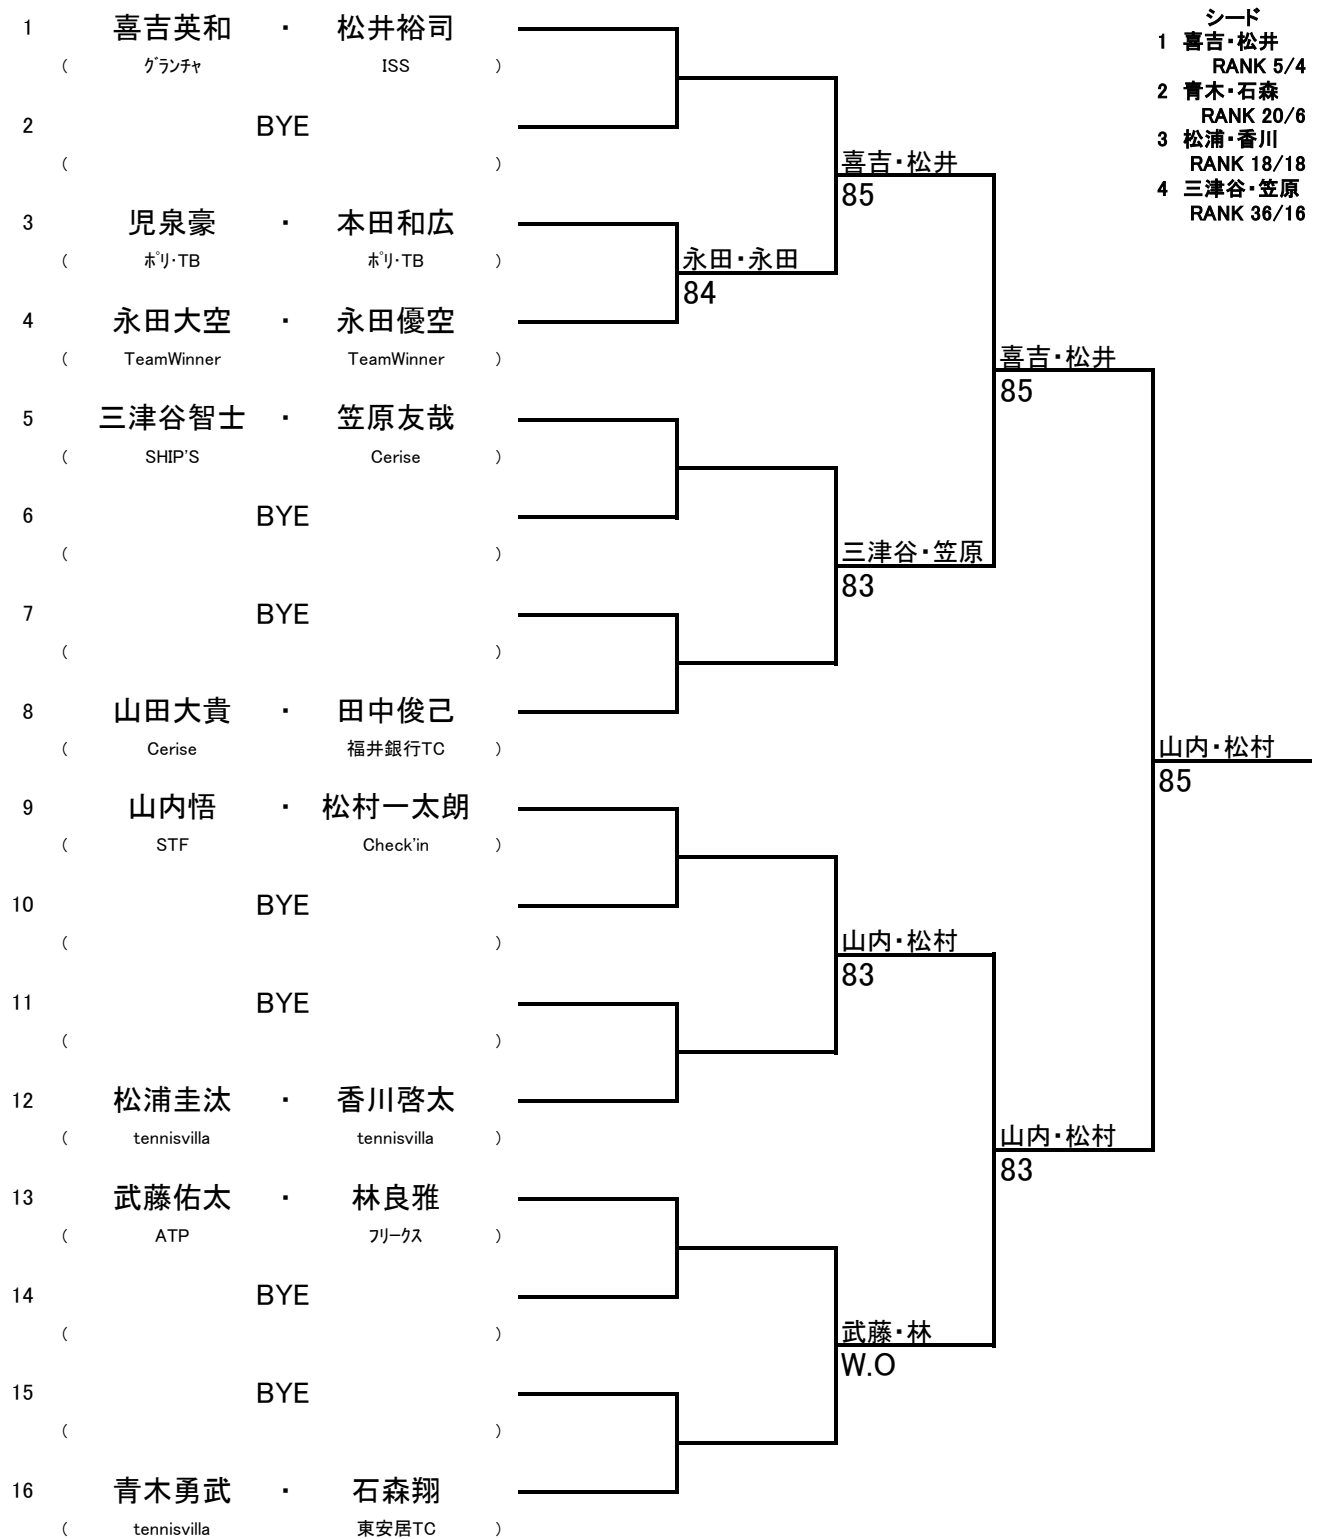 シード
1 喜吉・松井
RANK 5/4
2 青木・石森
RANK 20/6
3 松浦・香川
RANK 18/18
4 三津谷・笠原
RANK 36/16
1 喜吉英和 ・ 松井裕司
( グランチャ ISS )
2 BYE
( )
喜吉・松井
85
3 児泉豪 ・ 本田和広
( ポリ・TB ポリ・TB )
永田・永田
84
4 永田大空 ・ 永田優空
( TeamWinner TeamWinner )
喜吉・松井
85
5 三津谷智士 ・ 笠原友哉
( SHIP'S Cerise )
6 BYE
( )
三津谷・笠原
83
7 BYE
( )
8 山田大貴 ・ 田中俊己
( Cerise 福井銀行TC )
山内・松村
85
9 山内悟 ・ 松村一太朗
( STF Check'in )
10 BYE
( )
山内・松村
83
11 BYE
( )
12 松浦圭汰 ・ 香川啓太
( tennisvilla tennisvilla )
山内・松村
83
13 武藤佑太 ・ 林良雅
( ATP フリークス )
14 BYE
( )
武藤・林
W.O
15 BYE
( )
16 青木勇武 ・ 石森翔
( tennisvilla 東安居TC )